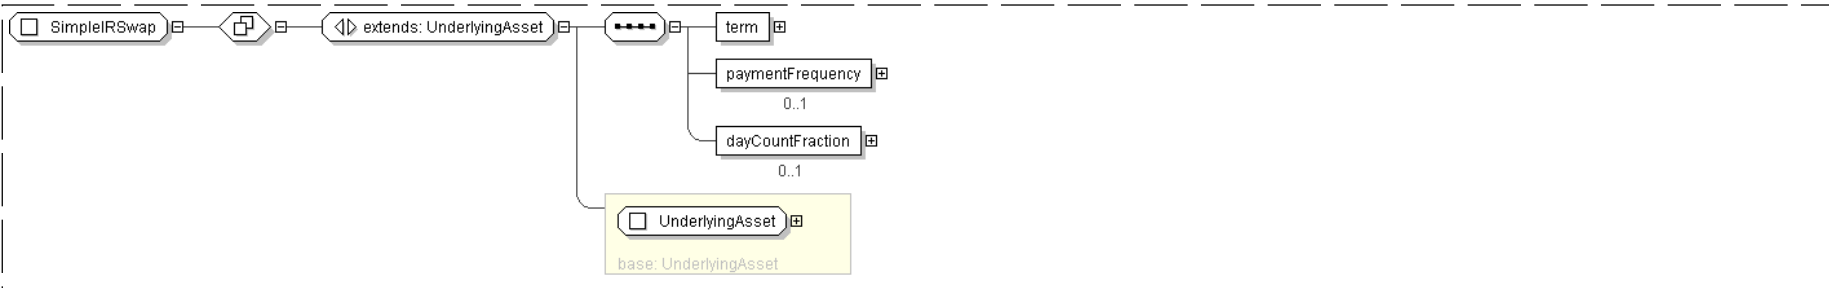 SimpleIRSwap
extends: UnderlyingAsset
term
paymentFrequency
0..1
dayCountFraction
0..1
UnderlyingAsset
base: UnderlyingAsset